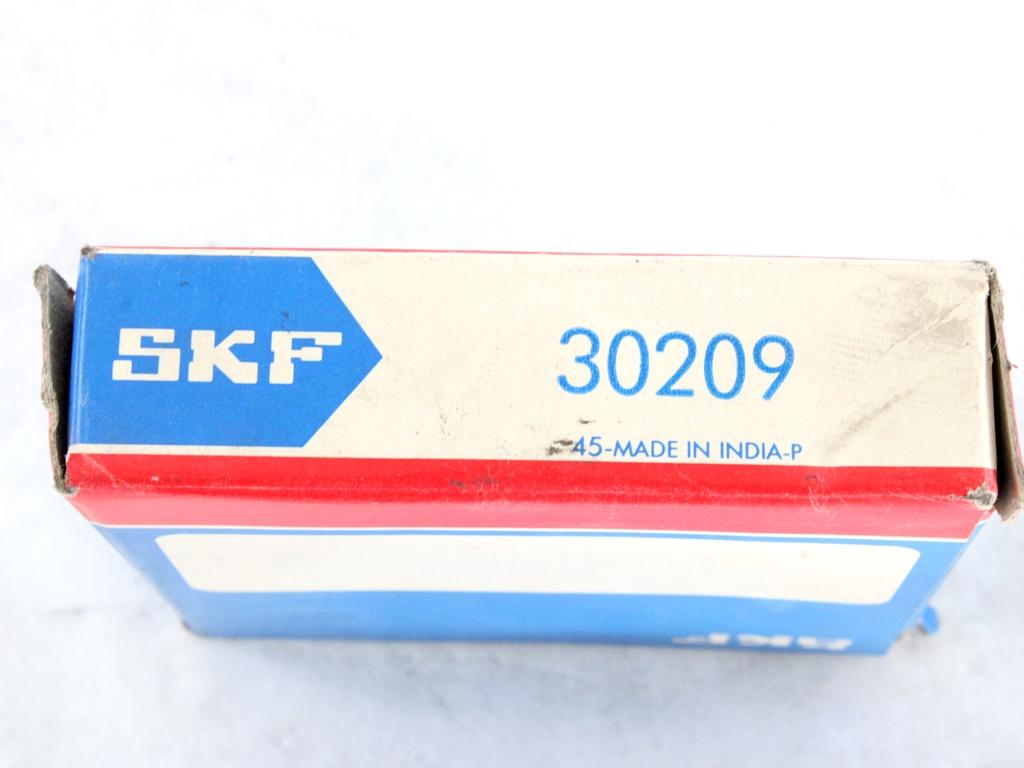 SKF
30209
45-MADE IN INDIA-P